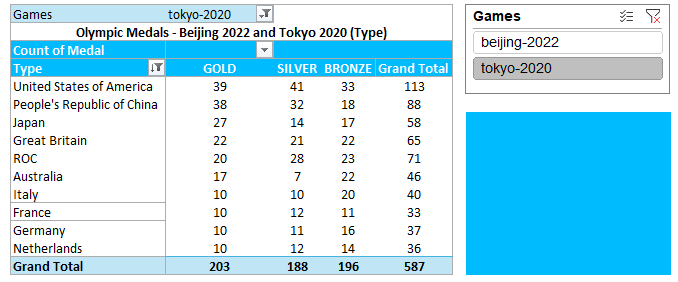 Games tokyo-2020
Olympic Medals - Beijing 2022 and Tokyo 2020 (Type)
Count of Medal
Type GOLD SILVER BRONZE Grand Total
United States of America 39 41 33 113
People's Republic of China 38 32 18 88
Japan 27 14 17 58
Great Britain 22 21 22 65
ROC 20 28 23 71
Australia 17 7 22 46
Italy 10 10 20 40
France 10 12 11 33
Germany 10 11 16 37
Netherlands 10 12 14 36
Grand Total 203 188 196 587
Games
beijing-2022
tokyo-2020